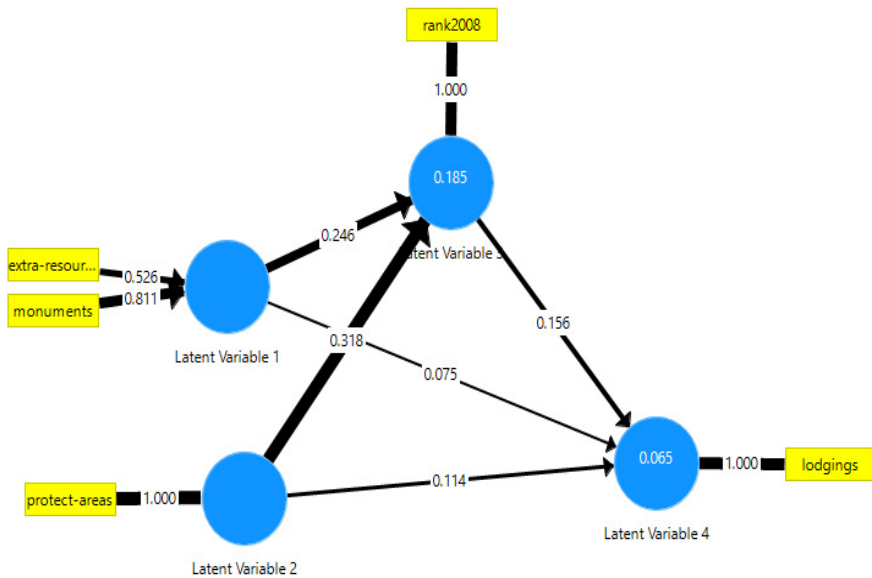 rank2008
1.000
0.185
0.246
atent Variable 3
extra-resour...
0.526
monuments
0.811
0.156
0.318
Latent Variable 1
0.075
0.065
1.000
lodgings
protect-areas
1.000
0.114
Latent Variable 4
Latent Variable 2